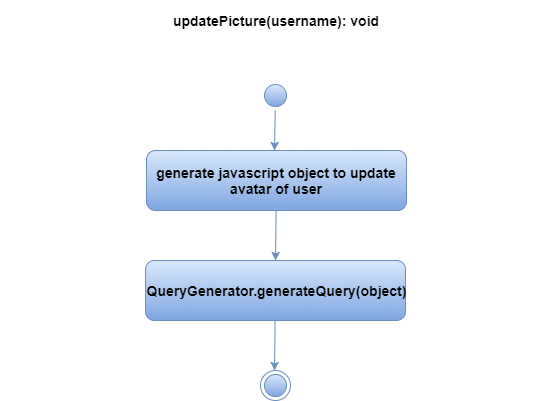 updatePicture(username): void
generate javascript object to update
avatar of user
QueryGenerator.generateQuery(object)